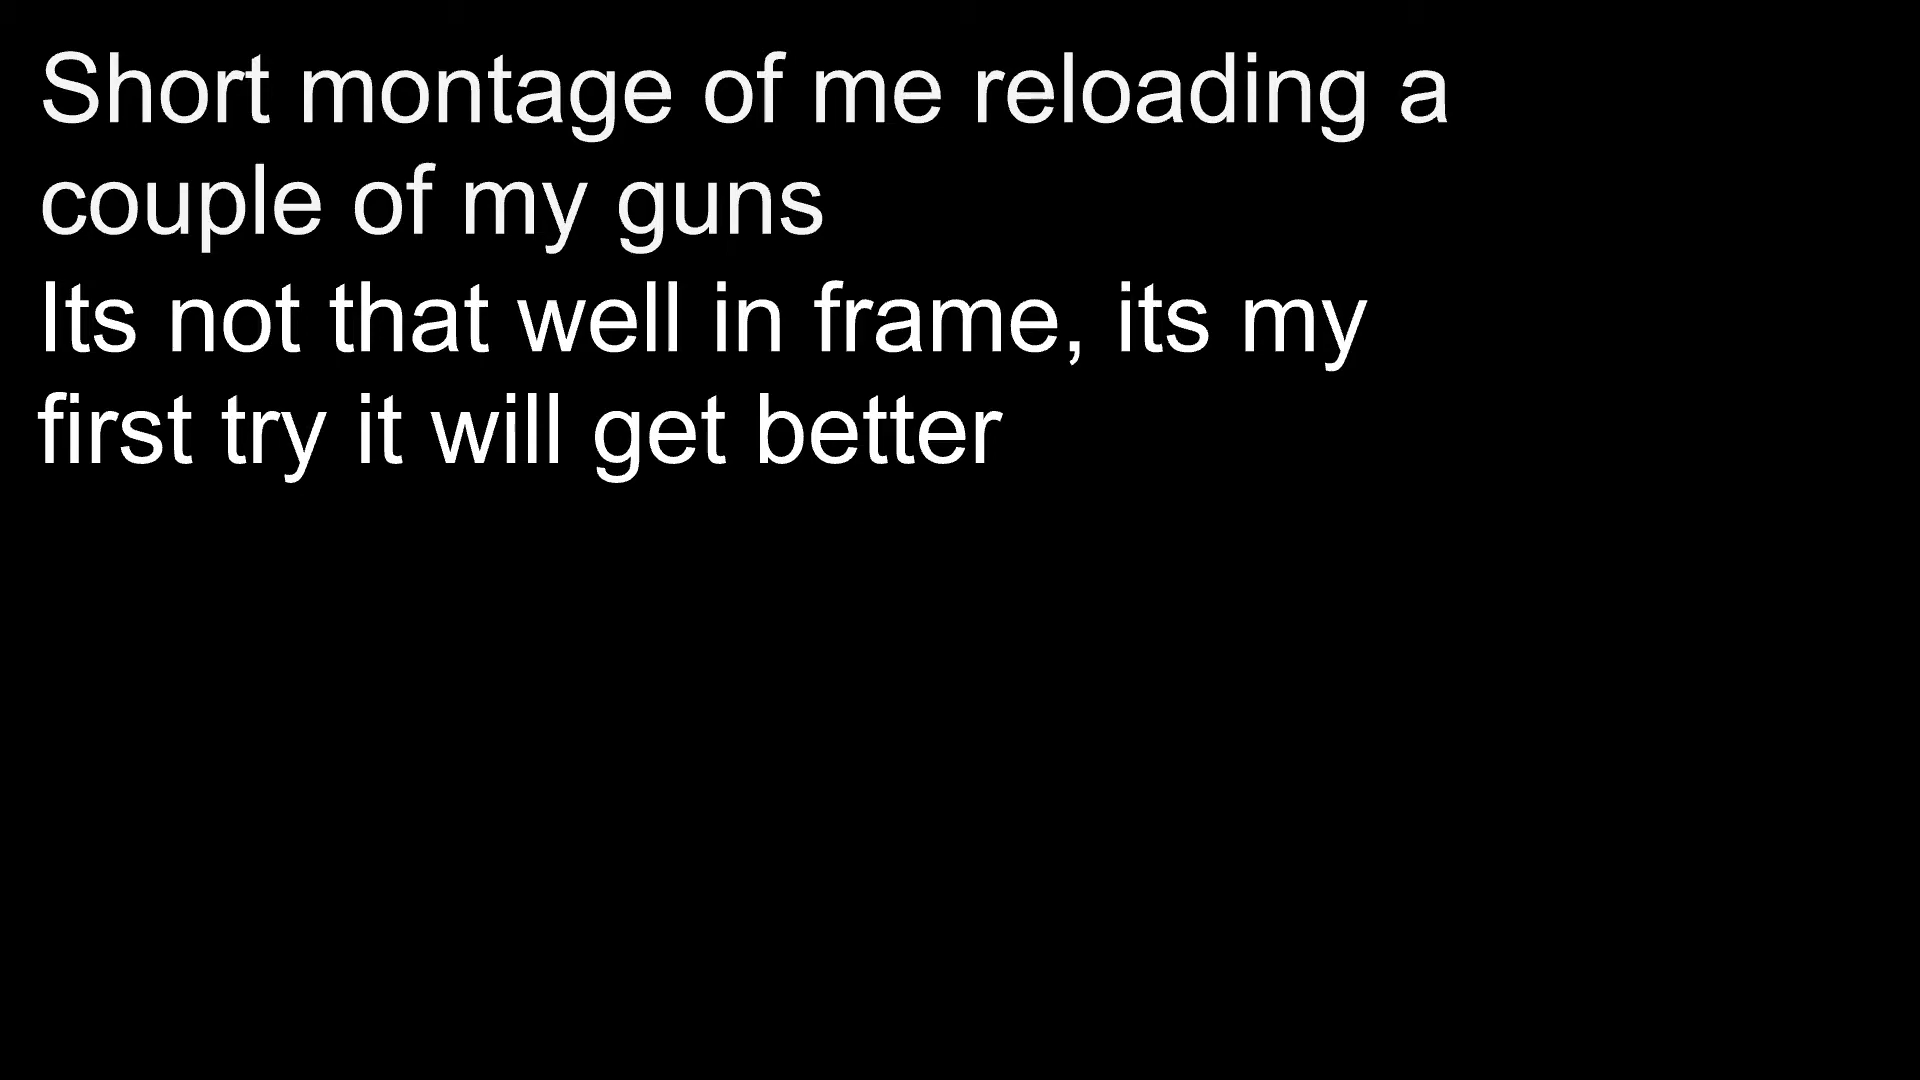 Short montage of me reloading a
couple of my guns
Its not that well in frame, its my
first try it will get better